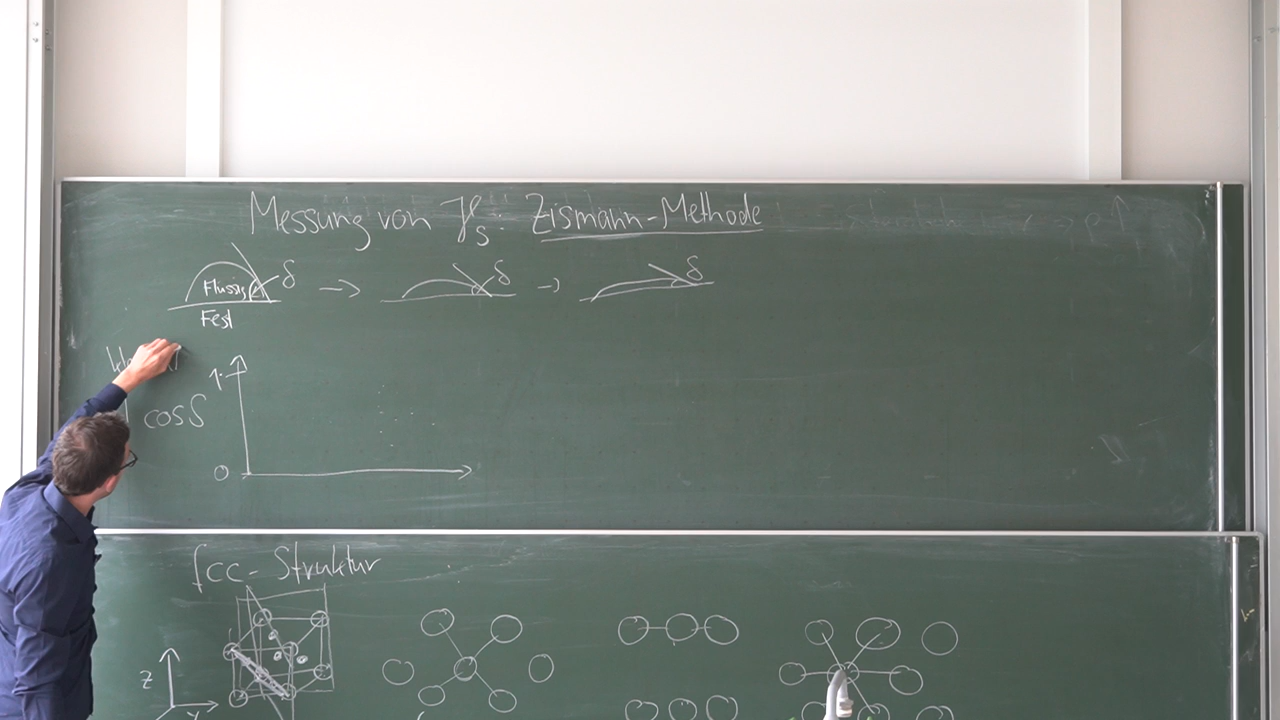 Messung von γs: Zismann-Methode
δ → δ → δ
Flüssig
Fest
1
cos δ
0
fcc-Struktur
z
y